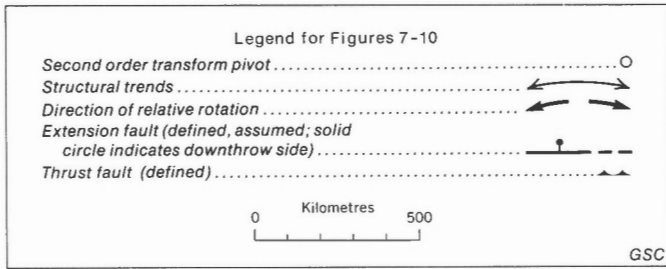 Legend for Figures 7-10
Second order transform pivot
Structural trends
Direction of relative rotation
Extension fault (defined, assumed; solid
circle indicates downthrow side)
Thrust fault (defined)
Kilometres
0 500
GSC